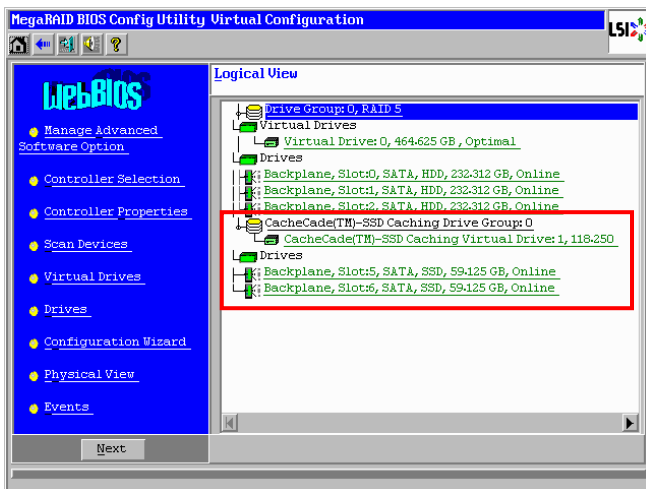 MegaRAID BIOS Config Utility Virtual Configuration
LSI
Logical View
WebBIOS
Manage Advanced
Software Option
Controller Selection
Controller Properties
Scan Devices
Virtual Drives
Drives
Configuration Wizard
Physical View
Events
Next
Drive Group: 0, RAID 5
Virtual Drives
Virtual Drive: 0, 464.625 GB , Optimal
Drives
Backplane, Slot:0, SATA, HDD, 232.312 GB, Online
Backplane, Slot:1, SATA, HDD, 232.312 GB, Online
Backplane, Slot:2, SATA, HDD, 232.312 GB, Online
CacheCade(TM)-SSD Caching Drive Group: 0
CacheCade(TM)-SSD Caching Virtual Drive: 1, 118.250
Drives
Backplane, Slot:5, SATA, SSD, 59.125 GB, Online
Backplane, Slot:6, SATA, SSD, 59.125 GB, Online